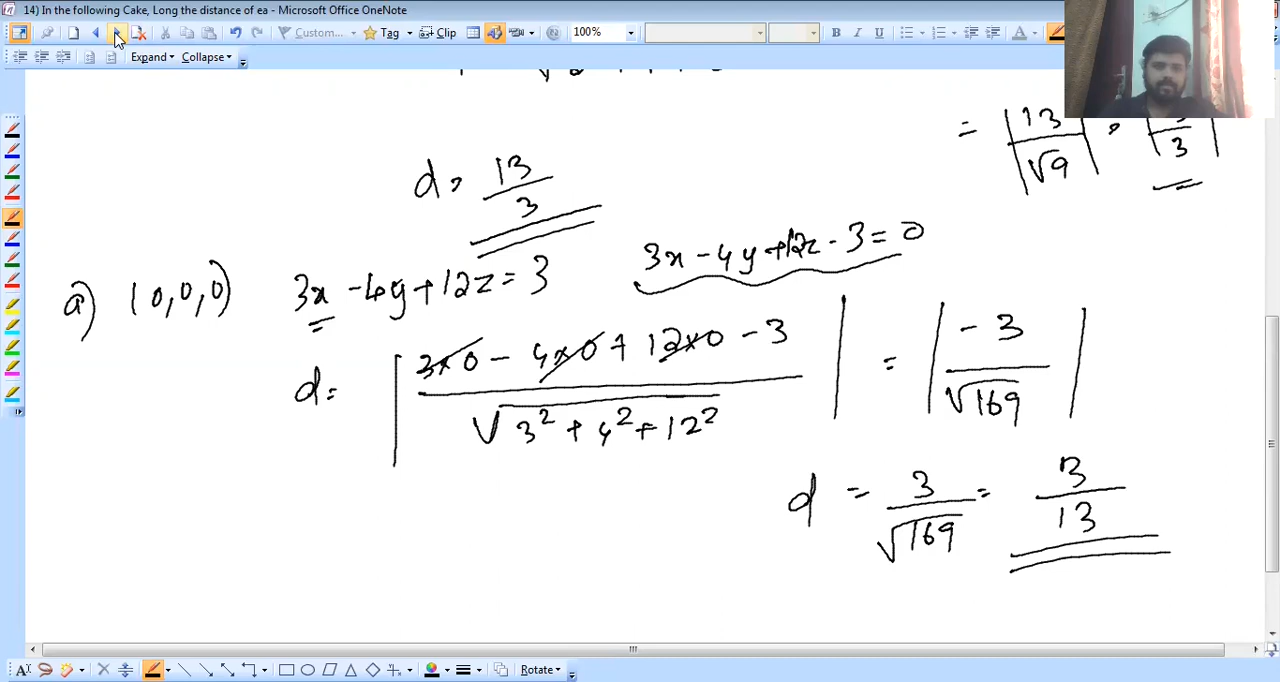 14) In the following Cake, Long the distance of ea - Microsoft Office OneNote
Custom... Tag Clip 100% B I U A
Expand Collapse
= |13/√9| = 
3
d = 13/3
a) (0,0,0) 3x - 4y + 12z = 3 3x - 4y + 12z - 3 = 0
d = |(3×0 - 4×0 + 12×0 - 3)/√(3² + 4² + 12²)| = |-3/√169|
d = 3/√169 = 3/13
A Rotate